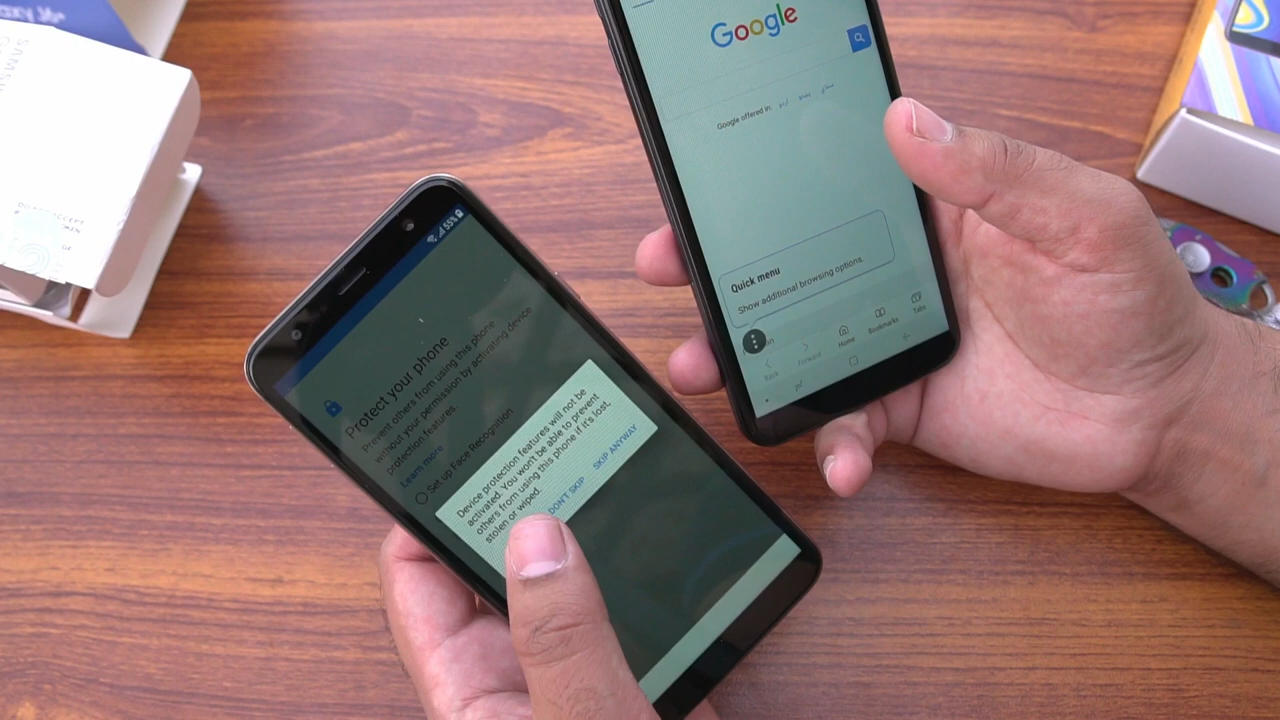 Galaxy J6+
SAMSU
55%
Protect your phone
Prevent others from using this phone
without your permission by activating device
protection features.
Learn more
Set up Face Recognition
Device protection features will not be
activated. You won't be able to prevent
others from using this phone if it's lost,
stolen or wiped.
DON'T SKIP
SKIP ANYWAY
Google
Google offered in:
Quick menu
Show additional browsing options.
Back
Forward
Home
Bookmarks
Tabs